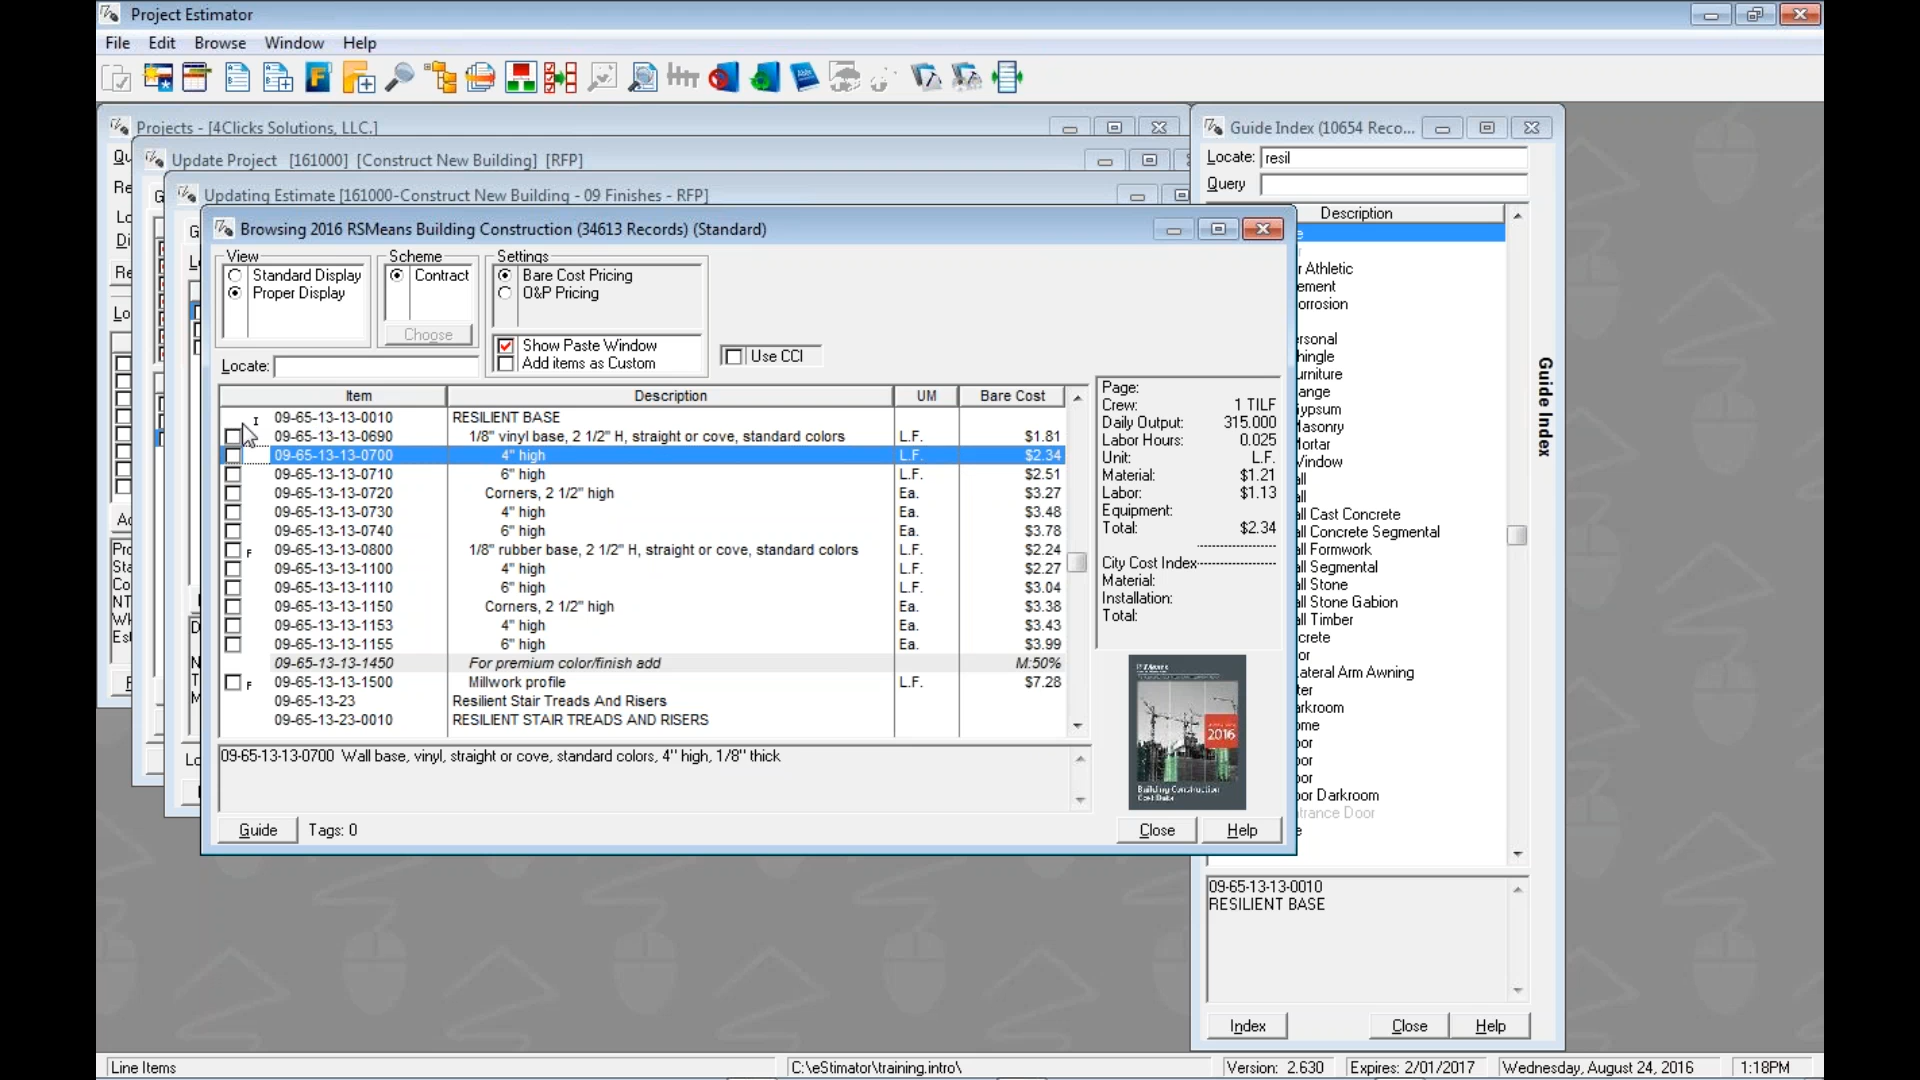 Project Estimator
File Edit Browse Window Help
Projects - [4Clicks Solutions, LLC.]
Update Project [161000] [Construct New Building] [RFP]
Updating Estimate [161000-Construct New Building - 09 Finishes - RFP]
Browsing 2016 RSMeans Building Construction (34613 Records) (Standard)
View
Standard Display
Proper Display
Scheme
Contract
Choose
Settings
Bare Cost Pricing
O&P Pricing
Show Paste Window
Add items as Custom
Use CCI
Locate:
Item Description UM Bare Cost
09-65-13-13-0010 RESILIENT BASE
09-65-13-13-0690 1/8" vinyl base, 2 1/2" H, straight or cove, standard colors L.F. $1.81
09-65-13-13-0700 4" high L.F. $2.34
09-65-13-13-0710 6" high L.F. $2.51
09-65-13-13-0720 Corners, 2 1/2" high Ea. $3.27
09-65-13-13-0730 4" high Ea. $3.48
09-65-13-13-0740 6" high Ea. $3.78
F 09-65-13-13-0800 1/8" rubber base, 2 1/2" H, straight or cove, standard colors L.F. $2.24
09-65-13-13-1100 4" high L.F. $2.27
09-65-13-13-1110 6" high L.F. $3.04
09-65-13-13-1150 Corners, 2 1/2" high Ea. $3.38
09-65-13-13-1153 4" high Ea. $3.43
09-65-13-13-1155 6" high Ea. $3.99
09-65-13-13-1450 For premium color/finish add M:50%
F 09-65-13-13-1500 Millwork profile L.F. $7.28
09-65-13-23 Resilient Stair Treads And Risers
09-65-13-23-0010 RESILIENT STAIR TREADS AND RISERS
09-65-13-13-0700 Wall base, vinyl, straight or cove, standard colors, 4" high, 1/8" thick
Guide Tags: 0
Page:
Crew: 1 TILF
Daily Output: 315.000
Labor Hours: 0.025
Unit: L.F.
Material: $1.21
Labor: $1.13
Equipment:
Total: $2.34
City Cost Index
Material:
Installation:
Total:
2016
Building Construction
Cost Data
Close Help
Guide Index (10654 Reco...
Locate: resil
Query
Description
r Athletic
ement
orrosion
ersonal
hingle
urniture
ange
ypsum
asonry
ortar
Window
ll
ll
ll Cast Concrete
ll Concrete Segmental
ll Formwork
ll Segmental
ll Stone
ll Stone Gabion
ll Timber
crete
or
ateral Arm Awning
ter
arkroom
me
or
or
or
oor Darkroom
trance Door
e
Guide Index
09-65-13-13-0010
RESILIENT BASE
Index Close Help
Line Items C:\eStimator\training.intro\ Version: 2.630 Expires: 2/01/2017 Wednesday, August 24, 2016 1:18PM